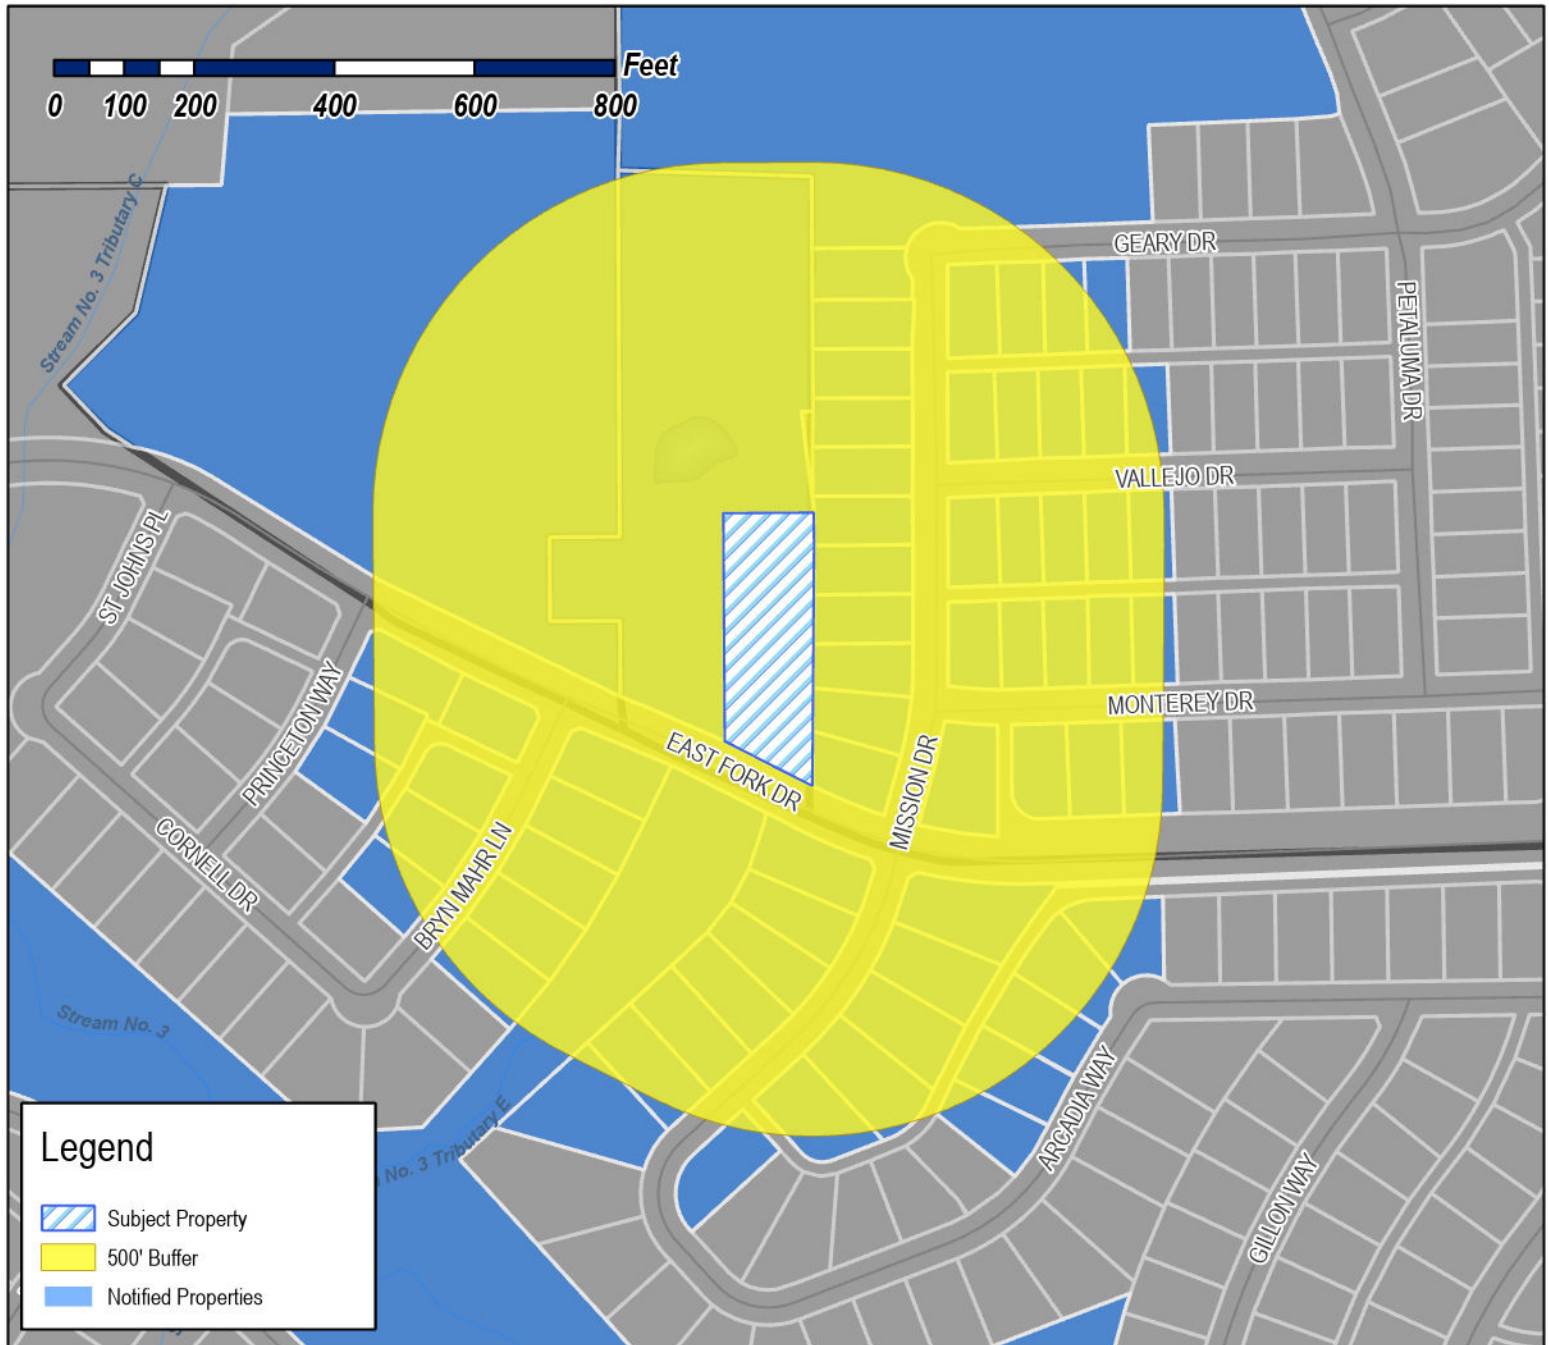 Feet
0 100 200 400 600 800
Stream No. 3 Tributary C
GEARY DR
PETALUMA DR
VALLEJO DR
ST JOHNS PL
PRINCETON WAY
MONTEREY DR
EAST FORK DR
MISSION DR
CORNELL DR
BRYN MAHR LN
Stream No. 3
No. 3 Tributary E
ARCADIA WAY
GILLON WAY
Legend
Subject Property
500' Buffer
Notified Properties